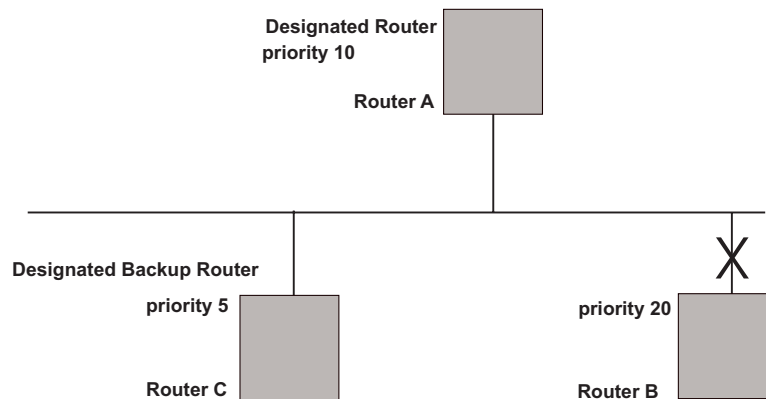 Designated Router
priority 10
Router A
X
Designated Backup Router
priority 5
priority 20
Router C
Router B